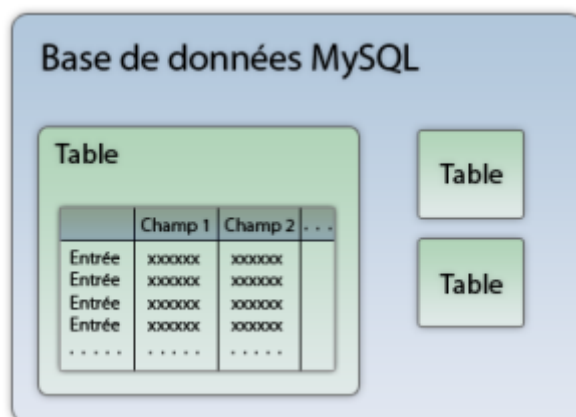 Base de données MySQL
Table
Champ 1 Champ 2 . . .
Entrée xxxxxx xxxxxx
Entrée xxxxxx xxxxxx
Entrée xxxxxx xxxxxx
Entrée xxxxxx xxxxxx
. . . . . . . . . . . . . . .
Table
Table